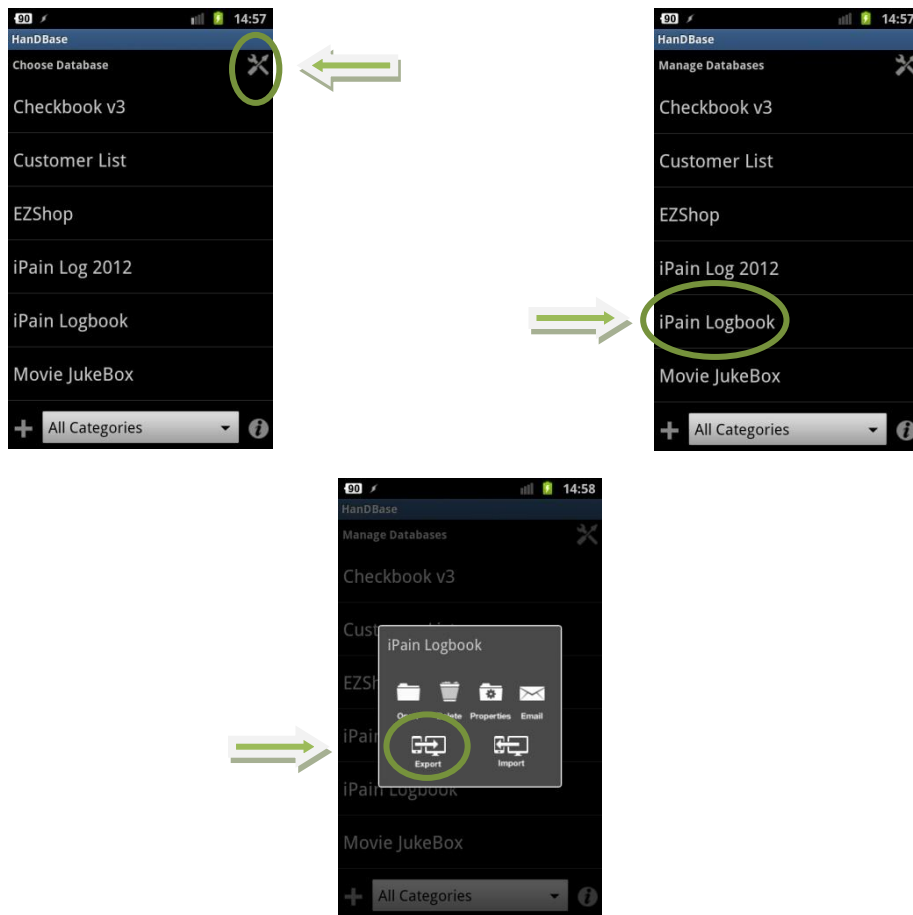 90 14:57
HanDBase
Choose Database
Checkbook v3
Customer List
EZShop
iPain Log 2012
iPain Logbook
Movie JukeBox
All Categories
90 14:57
HanDBase
Manage Databases
Checkbook v3
Customer List
EZShop
iPain Log 2012
iPain Logbook
Movie JukeBox
All Categories
90 14:58
HanDBase
Manage Databases
Checkbook v3
iPain Logbook
Properties Email
Export Import
iPain Logbook
Movie JukeBox
All Categories